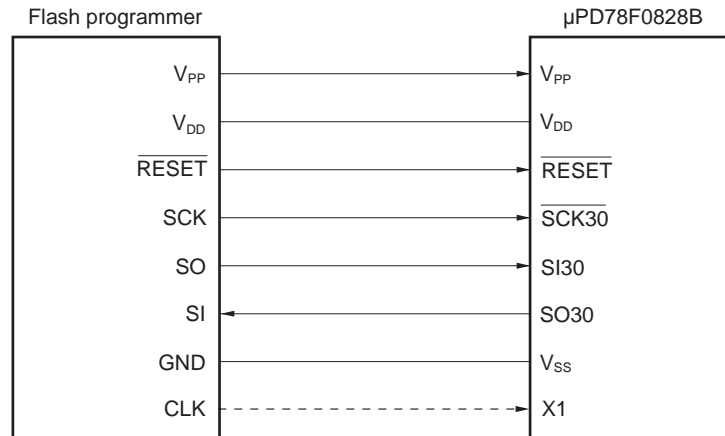 Flash programmer μPD78F0828B
VPP VPP
VDD VDD
RESET RESET
SCK SCK30
SO SI30
SI SO30
GND VSS
CLK X1